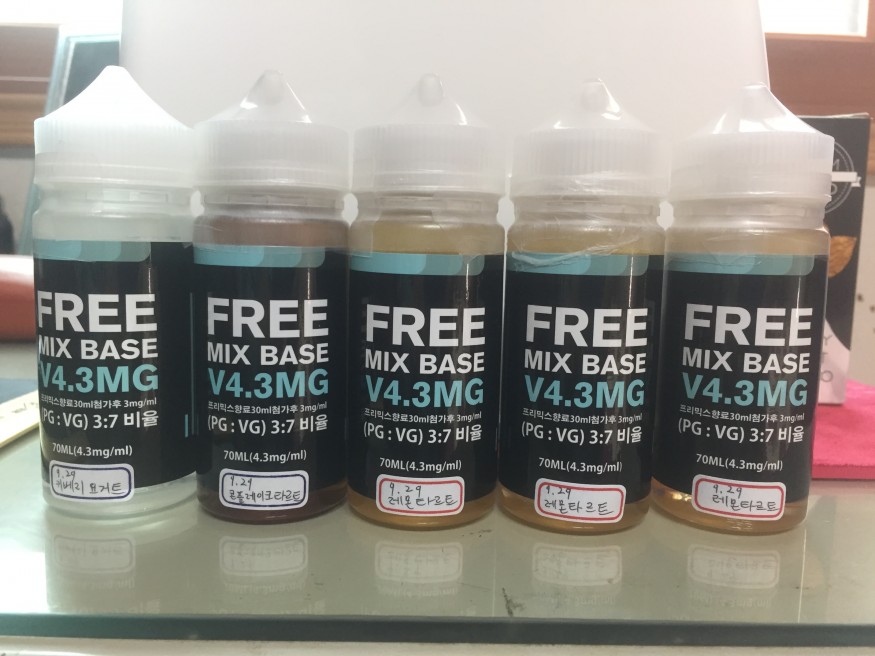 FREE
MIX BASE
V4.3MG
프리믹스향료30ml첨가후 3mg/ml
(PG : VG) 3:7 비율
70ML(4.3mg/ml)
9.29
요거트
FREE
MIX BASE
V4.3MG
프리믹스향료30ml첨가후 3mg/ml
(PG : VG) 3:7 비율
70ML(4.3mg/ml)
9.29
콘플레이크타르트
FREE
MIX BASE
V4.3MG
프리믹스향료30ml첨가후 3mg/ml
(PG : VG) 3:7 비율
70ML(4.3mg/ml)
9.29
레몬타르트
FREE
MIX BASE
V4.3MG
프리믹스향료30ml첨가후 3mg/ml
(PG : VG) 3:7 비율
70ML(4.3mg/ml)
9.29
레몬타르트
FREE
MIX BASE
V4.3MG
프리믹스향료30ml첨가후 3mg/ml
(PG : VG) 3:7 비율
70ML(4.3mg/ml)
9.29
레몬타르트